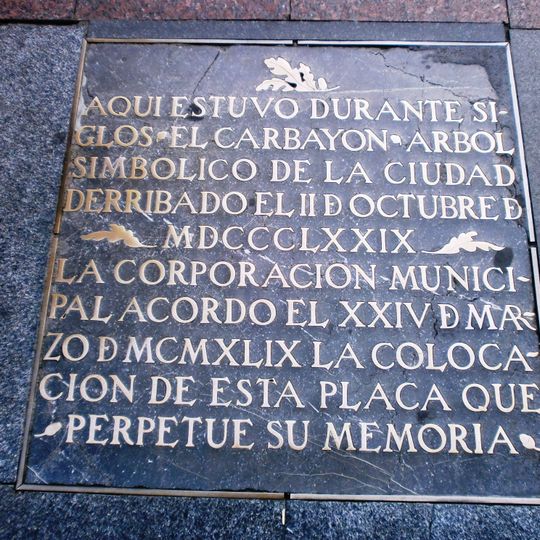 AQUI ESTUVO DURANTE SI-
GLOS·EL CARBAYON·ARBOL
SIMBOLICO DE LA CIUDAD
DERRIBADO EL II Đ OCTUBRE Đ
MDCCCLXXIX
LA CORPORACION MUNICI-
PAL ACORDO EL XXIV Đ MAR-
ZO Đ MCMXLIX LA COLOCA-
CION DE ESTA PLACA QUE
PERPETUE SU MEMORIA